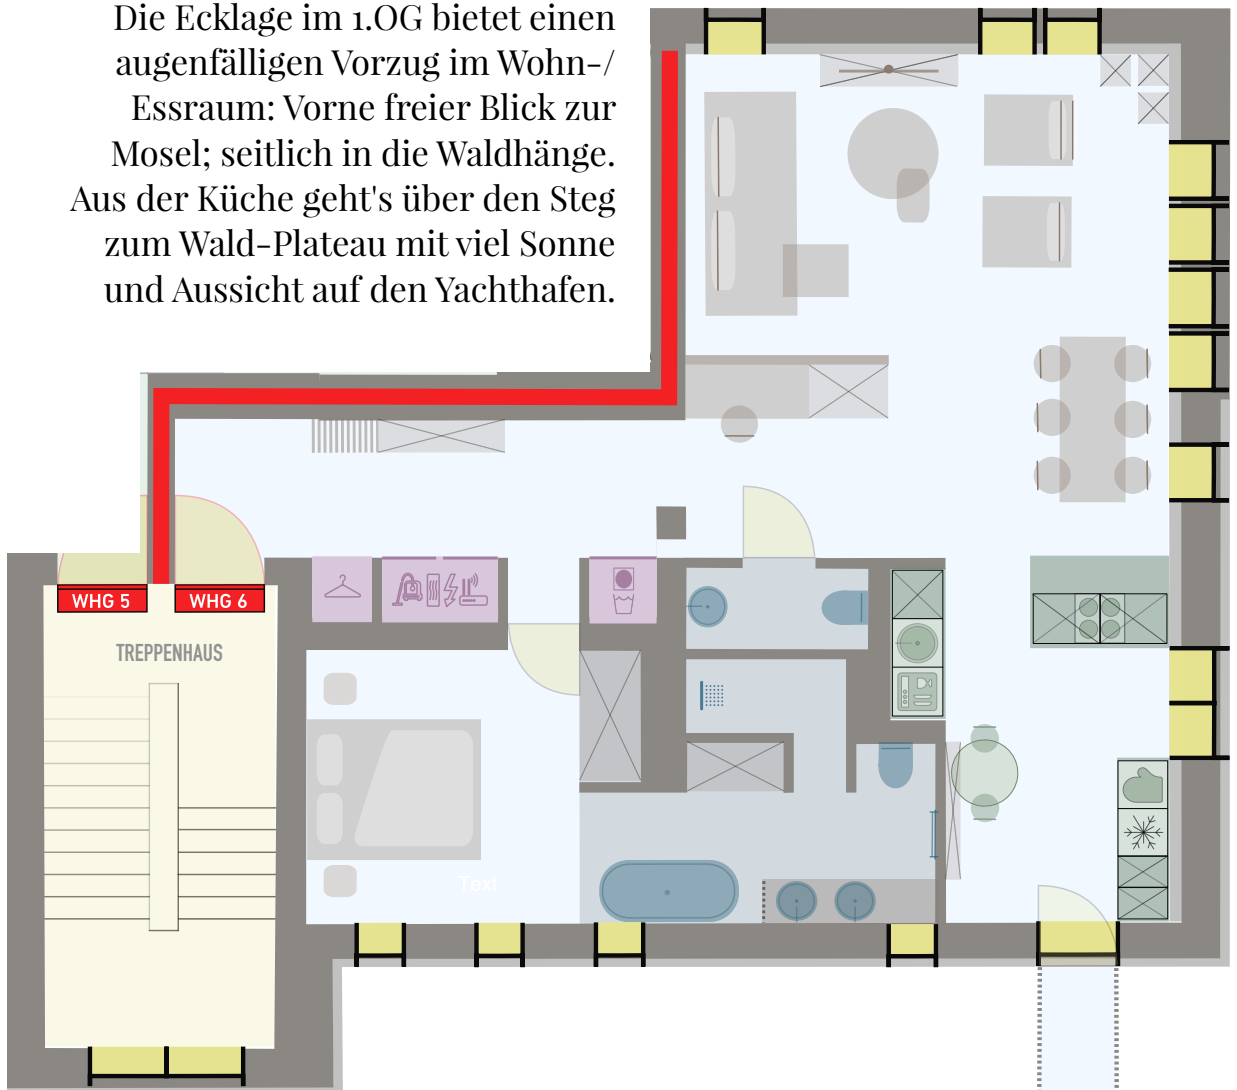 Die Ecklage im 1.OG bietet einen
augenfälligen Vorzug im Wohn-/
Essraum: Vorne freier Blick zur
Mosel; seitlich in die Waldhänge.
Aus der Küche geht's über den Steg
zum Wald-Plateau mit viel Sonne
und Aussicht auf den Yachthafen.
WHG 5
WHG 6
TREPPENHAUS
Text